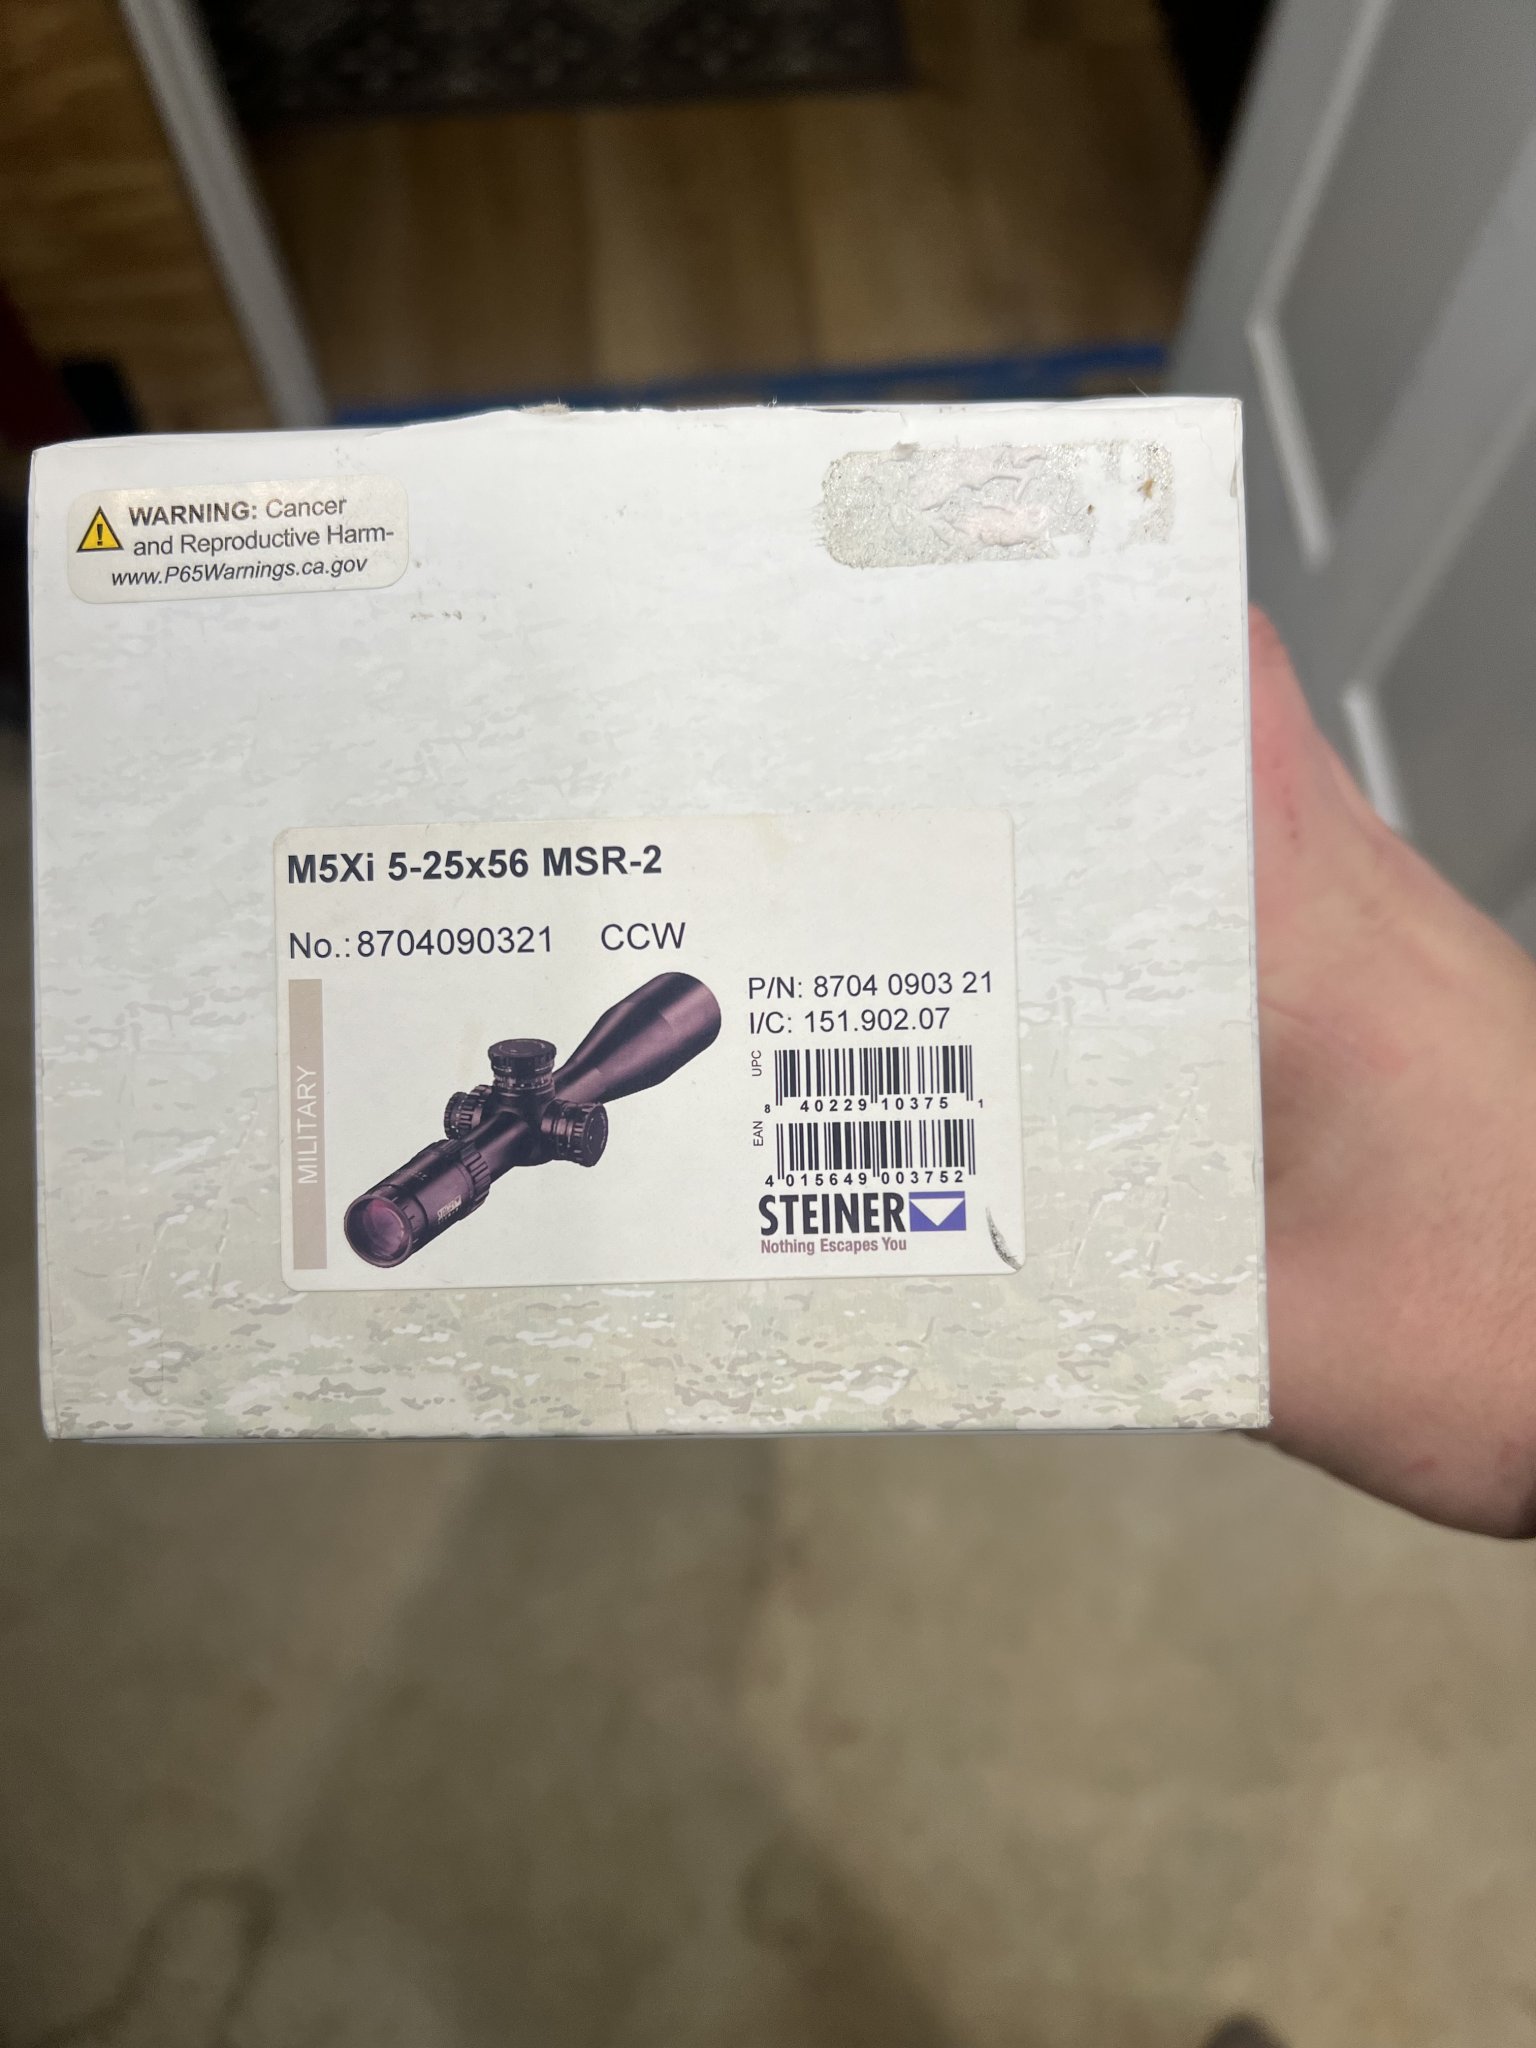 WARNING: Cancer
and Reproductive Harm-
www.P65Warnings.ca.gov
M5Xi 5-25x56 MSR-2
No.: 8704090321 CCW
MILITARY
P/N: 8704 0903 21
I/C: 151.902.07
UPC
8 40229 10375 1
EAN
4 015649 003752
STEINER
Nothing Escapes You